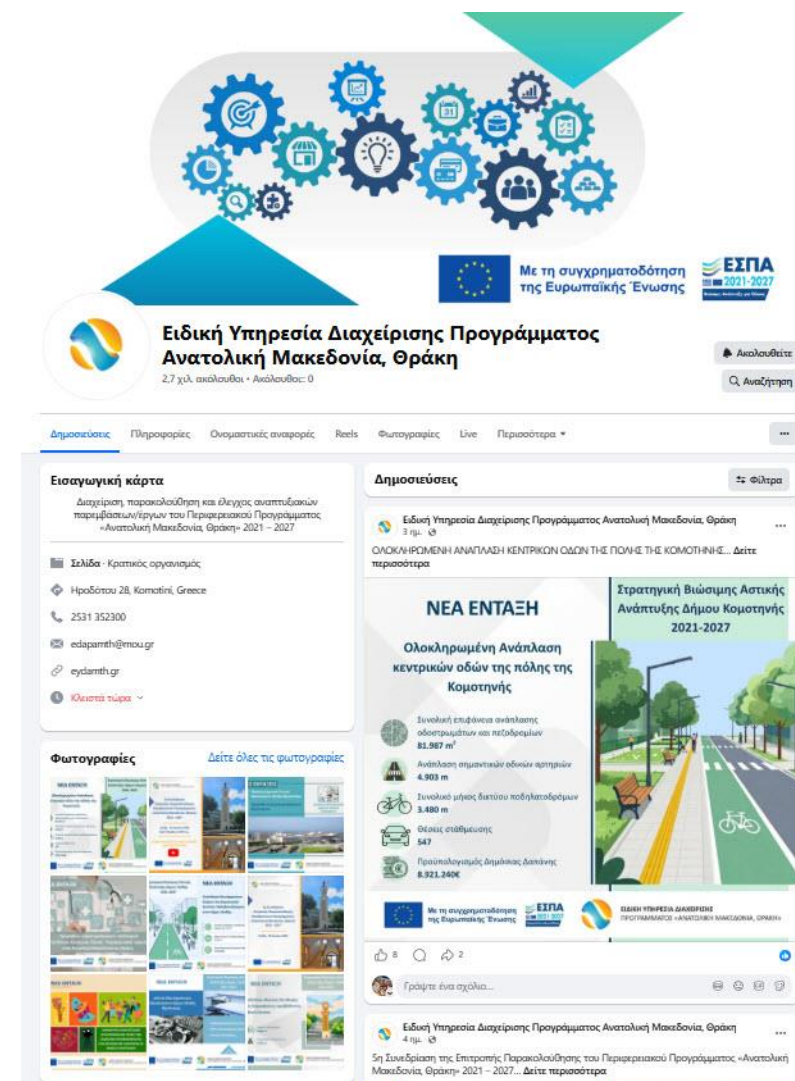 31
Με τη συγχρηματοδότηση
της Ευρωπαϊκής Ένωσης
ΕΣΠΑ
2021-2027
Ειδική Υπηρεσία Διαχείρισης Προγράμματος
Ανατολική Μακεδονία, Θράκη
2,7 χιλ. ακόλουθοι • Ακόλουθος: 0
Ακολουθείτε
Αναζήτηση
Δημοσιεύσεις
Πληροφορίες
Ονομαστικές αναφορές
Reels
Φωτογραφίες
Live
Περισσότερα
Εισαγωγική κάρτα
Διαχείριση, παρακολούθηση και έλεγχος αναπτυξιακών
παρεμβάσεων/έργων του Περιφερειακού Προγράμματος
«Ανατολική Μακεδονία, Θράκη» 2021 – 2027
Σελίδα · Κρατικός οργανισμός
Ηροδότου 28, Komotini, Greece
2531 352300
edapamth@mou.gr
eydamth.gr
Κλειστά τώρα
Φωτογραφίες
Δείτε όλες τις φωτογραφίες
ΝΕΑ ΕΝΤΑΞΗ
ΝΕΑ ΕΝΤΑΞΗ
ΝΕΑ ΕΝΤΑΞΗ
Δημοσιεύσεις
Φίλτρα
Ειδική Υπηρεσία Διαχείρισης Προγράμματος Ανατολική Μακεδονία, Θράκη
3 ημ.
ΟΛΟΚΛΗΡΩΜΕΝΗ ΑΝΑΠΛΑΣΗ ΚΕΝΤΡΙΚΩΝ ΟΔΩΝ ΤΗΣ ΠΟΛΗΣ ΤΗΣ ΚΟΜΟΤΗΝΗΣ... Δείτε
περισσότερα
ΝΕΑ ΕΝΤΑΞΗ
Ολοκληρωμένη Ανάπλαση
κεντρικών οδών της πόλης της
Κομοτηνής
Στρατηγική Βιώσιμης Αστικής
Ανάπτυξης Δήμου Κομοτηνής
2021-2027
Συνολική επιφάνεια ανάπλασης
οδοστρωμάτων και πεζοδρομίων
81.987 m²
Ανάπλαση σημαντικών οδικών αρτηριών
4.903 m
Συνολικό μήκος δικτύου ποδηλατοδρόμων
3.480 m
Θέσεις στάθμευσης
547
Προϋπολογισμός Δημόσιας Δαπάνης
8.921.240€
Με τη συγχρηματοδότηση
της Ευρωπαϊκής Ένωσης
ΕΣΠΑ
2021-2027
ΕΙΔΙΚΗ ΥΠΗΡΕΣΙΑ ΔΙΑΧΕΙΡΙΣΗΣ
ΠΡΟΓΡΑΜΜΑΤΟΣ «ΑΝΑΤΟΛΙΚΗ ΜΑΚΕΔΟΝΙΑ, ΘΡΑΚΗ»
8
2
Γράψτε ένα σχόλιο...
Ειδική Υπηρεσία Διαχείρισης Προγράμματος Ανατολική Μακεδονία, Θράκη
4 ημ.
5η Συνεδρίαση της Επιτροπής Παρακολούθησης του Περιφερειακού Προγράμματος «Ανατολική
Μακεδονία, Θράκη» 2021 – 2027... Δείτε περισσότερα